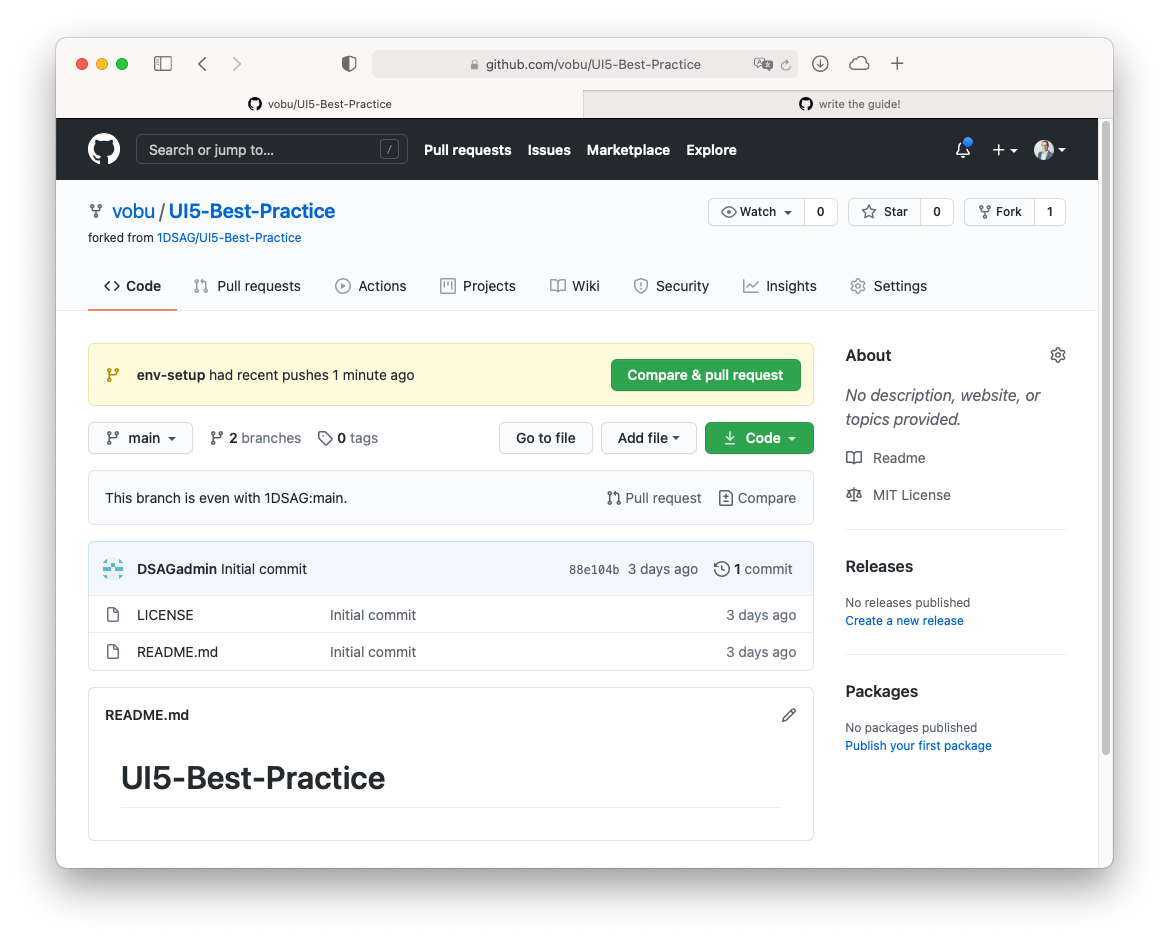 github.com/vobu/UI5-Best-Practice
vobu/UI5-Best-Practice
write the guide!
Search or jump to...
/
Pull requests
Issues
Marketplace
Explore
vobu / UI5-Best-Practice
Watch
0
Star
0
Fork
1
forked from 1DSAG/UI5-Best-Practice
Code
Pull requests
Actions
Projects
Wiki
Security
Insights
Settings
env-setup had recent pushes 1 minute ago
Compare & pull request
main
2 branches
0 tags
Go to file
Add file
Code
This branch is even with 1DSAG:main.
Pull request
Compare
DSAGadmin Initial commit
88e104b 3 days ago
1 commit
LICENSE
Initial commit
3 days ago
README.md
Initial commit
3 days ago
README.md
UI5-Best-Practice
About
No description, website, or
topics provided.
Readme
MIT License
Releases
No releases published
Create a new release
Packages
No packages published
Publish your first package